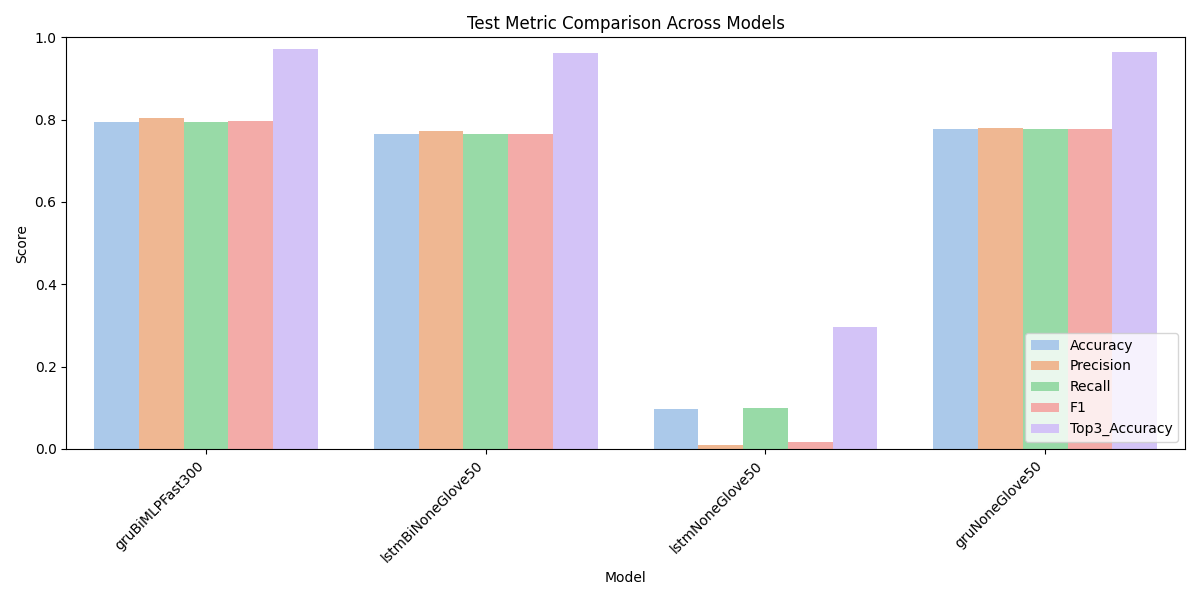 Test Metric Comparison Across Models
Score
1.0
0.8
0.6
0.4
0.2
0.0
Accuracy
Precision
Recall
F1
Top3_Accuracy
gruBiMLPFast300
lstmBiNoneGlove50
lstmNoneGlove50
gruNoneGlove50
Model